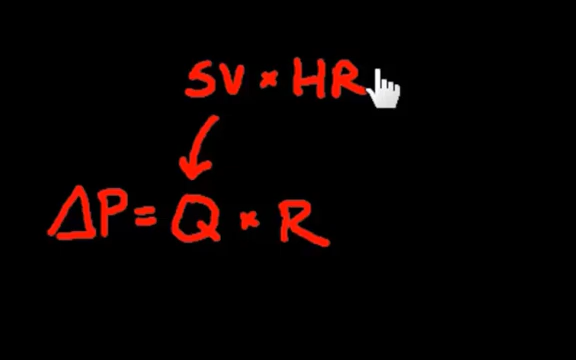 SV × HR
ΔP = Q × R